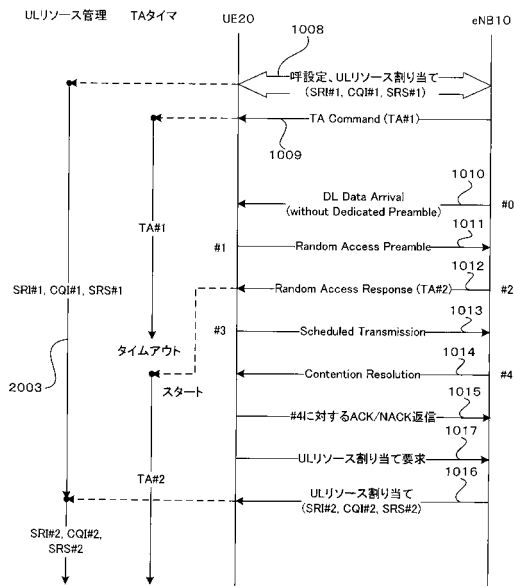 ULリソース管理 TAタイマ UE20 eNB10
1008
呼設定、ULリソース割り当て
(SRI#1, CQI#1, SRS#1)
TA Command (TA#1)
1009
1010
DL Data Arrival
(without Dedicated Preamble)
#0
1011
TA#1
#1
Random Access Preamble
1012
SRI#1, CQI#1, SRS#1
Random Access Response (TA#2)
#2
1013
#3
Scheduled Transmission
タイムアウト
1014
2003
スタート
Contention Resolution
#4
1015
#4に対するACK/NACK返信
1017
ULリソース割り当て要求
TA#2
1016
ULリソース割り当て
(SRI#2, CQI#2, SRS#2)
SRI#2, CQI#2,
SRS#2